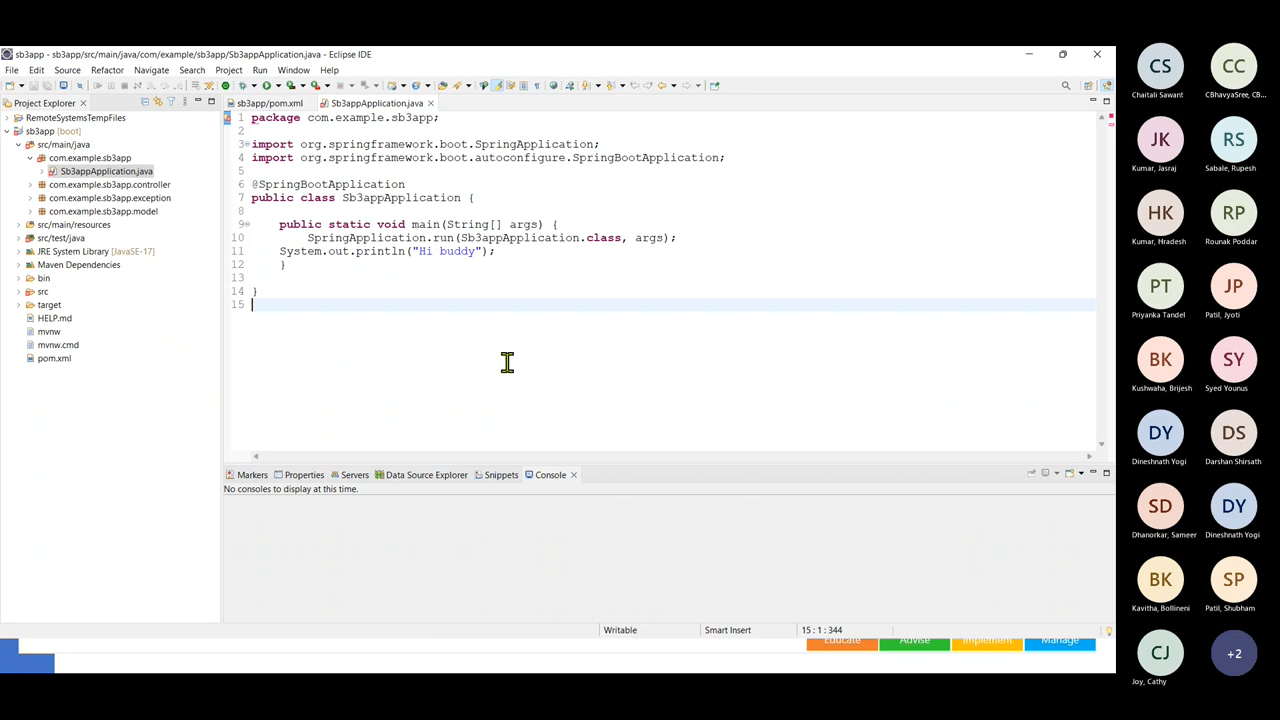 sb3app - sb3app/src/main/java/com/example/sb3app/Sb3appApplication.java - Eclipse IDE
File Edit Source Refactor Navigate Search Project Run Window Help
Project Explorer
sb3app/pom.xml
Sb3appApplication.java
RemoteSystemsTempFiles
sb3app [boot]
src/main/java
com.example.sb3app
Sb3appApplication.java
com.example.sb3app.controller
com.example.sb3app.exception
com.example.sb3app.model
src/main/resources
src/test/java
JRE System Library [JavaSE-17]
Maven Dependencies
bin
src
target
HELP.md
mvnw
mvnw.cmd
pom.xml
1 package com.example.sb3app;
2
3 import org.springframework.boot.SpringApplication;
4 import org.springframework.boot.autoconfigure.SpringBootApplication;
5
6 @SpringBootApplication
7 public class Sb3appApplication {
8
9 public static void main(String[] args) {
10 SpringApplication.run(Sb3appApplication.class, args);
11 System.out.println("Hi buddy");
12 }
13
14 }
15
Markers Properties Servers Data Source Explorer Snippets Console
No consoles to display at this time.
Writable Smart Insert 15 : 1 : 344
Educate Advise Implement Manage
CS CC
Chaitali Sawant CBhavyaSree, CB...
JK RS
Kumar, Jasraj Sabale, Rupesh
HK RP
Kumar, Hradesh Rounak Poddar
PT JP
Priyanka Tandel Patil, Jyoti
BK SY
Kushwaha, Brijesh Syed Younus
DY DS
Dineshnath Yogi Darshan Shirsath
SD DY
Dhanorkar, Sameer Dineshnath Yogi
BK SP
Kavitha, Bollineni Patil, Shubham
CJ +2
Joy, Cathy